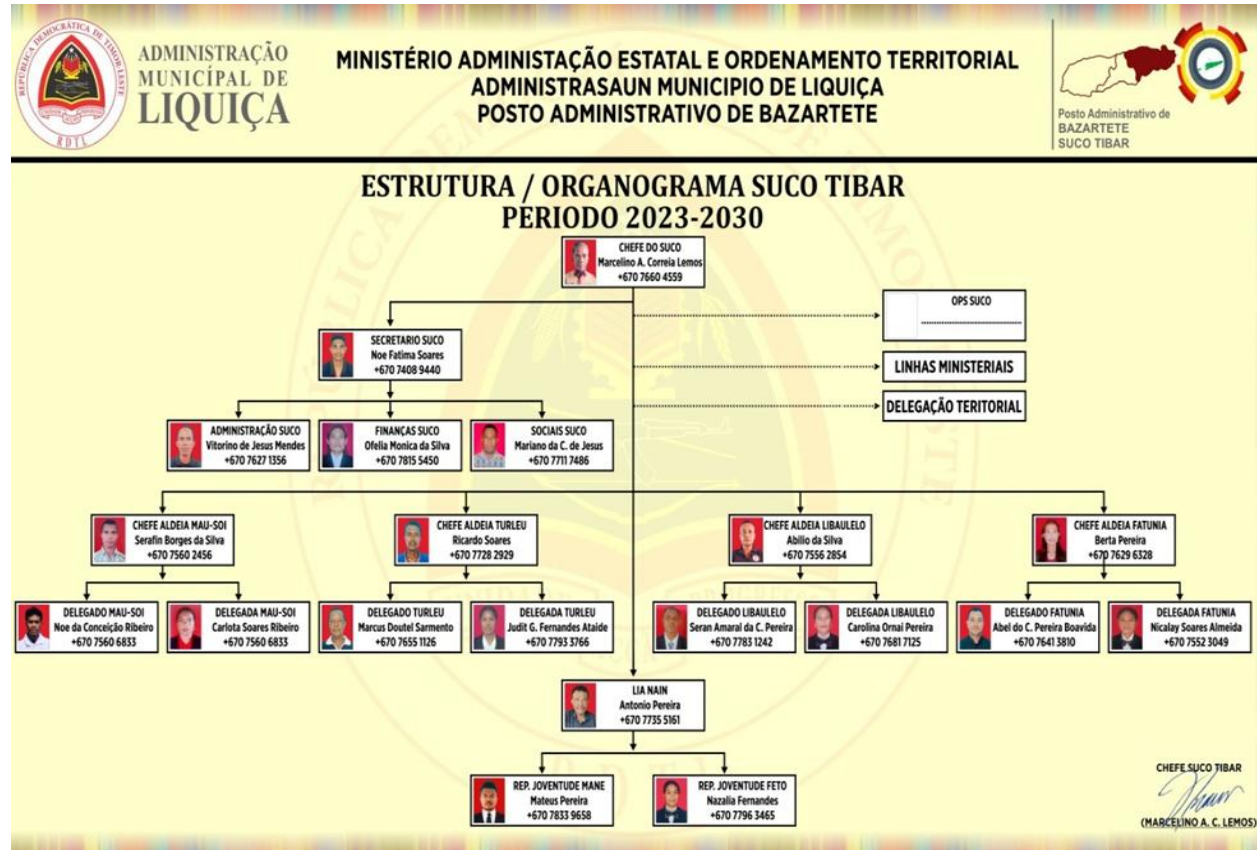 REPÚBLICA DEMOCRÁTICA DE TIMOR-LESTE
RDTL
ADMINISTRAÇÃO
MUNICÍPAL DE
LIQUIÇA
MINISTÉRIO ADMINISTAÇÃO ESTATAL E ORDENAMENTO TERRITORIAL
ADMINISTRASAUN MUNICIPIO DE LIQUIÇA
POSTO ADMINISTRATIVO DE BAZARTETE
Posto Administrativo de
BAZARTETE
SUCO TIBAR
ESTRUTURA / ORGANOGRAMA SUCO TIBAR
PERIODO 2023-2030
CHEFE DO SUCO
Marcelino A. Correia Lemos
+670 7660 4559
OPS SUCO
SECRETARIO SUCO
Noe Fatima Soares
+670 7408 9440
LINHAS MINISTERIAIS
DELEGAÇÃO TERITORIAL
ADMINISTRAÇÃO SUCO
Vitorino de Jesus Mendes
+670 7627 1356
FINANÇAS SUCO
Ofelia Monica da Silva
+670 7815 5450
SOCIAIS SUCO
Mariano da C. de Jesus
+670 7711 7486
CHEFE ALDEIA MAU-SOI
Serafin Borges da Silva
+670 7560 2456
CHEFE ALDEIA TURLEU
Ricardo Soares
+670 7728 2929
CHEFE ALDEIA LIBAULELO
Abilio da Silva
+670 7556 2854
CHEFE ALDEIA FATUNIA
Berta Pereira
+670 7629 6328
DELEGADO MAU-SOI
Noe da Conceição Ribeiro
+670 7560 6833
DELEGADA MAU-SOI
Carlota Soares Ribeiro
+670 7560 6833
DELEGADO TURLEU
Marcus Doutel Sarmento
+670 7655 1126
DELEGADA TURLEU
Judit G. Fernandes Ataide
+670 7793 3766
DELEGADO LIBAULELO
Seran Amaral da C. Pereira
+670 7783 1242
DELEGADA LIBAULELO
Carolina Ornai Pereira
+670 7681 7125
DELEGADO FATUNIA
Abel do C. Pereira Boavida
+670 7641 3810
DELEGADA FATUNIA
Nicalay Soares Almeida
+670 7552 3049
LIA NAIN
Antonio Pereira
+670 7735 5161
REP. JOVENTUDE MANE
Mateus Pereira
+670 7833 9658
REP. JOVENTUDE FETO
Nazalia Fernandes
+670 7796 3465
CHEFE SUCO TIBAR
(MARCELINO A. C. LEMOS)